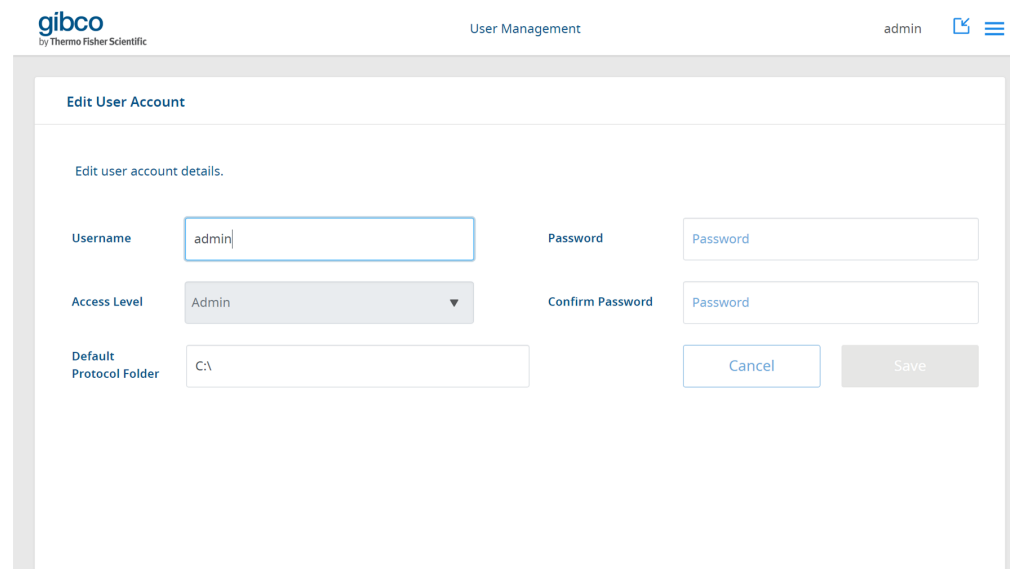 gibco
by Thermo Fisher Scientific
User Management
admin
Edit User Account
Edit user account details.
Username
admin
Password
Password
Access Level
Admin
Confirm Password
Password
Default
Protocol Folder
C:\
Cancel
Save